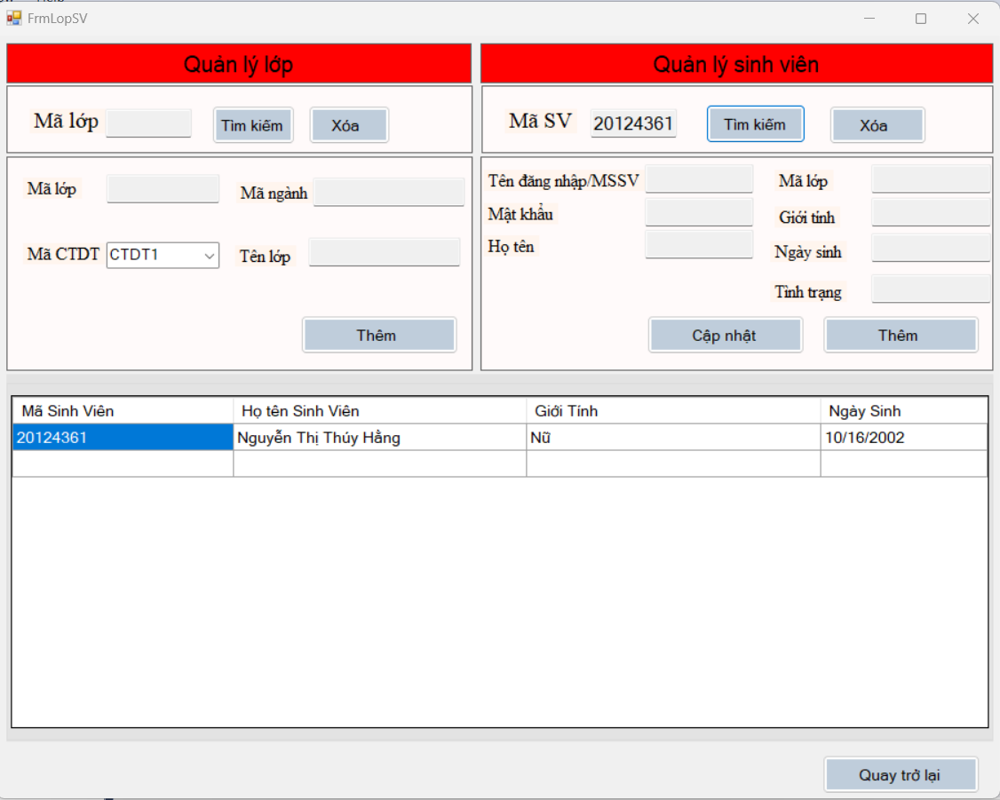 FrmLopSV
Quản lý lớp
Mã lớp Tìm kiếm Xóa
Mã lớp Mã ngành
Mã CTDT CTDT1 Tên lớp
Thêm
Quản lý sinh viên
Mã SV 20124361 Tìm kiếm Xóa
Tên đăng nhập/MSSV Mã lớp
Mật khẩu Giới tính
Họ tên Ngày sinh
Tình trạng
Cập nhật Thêm
Mã Sinh Viên Họ tên Sinh Viên Giới Tính Ngày Sinh
20124361 Nguyễn Thị Thúy Hằng Nữ 10/16/2002
Quay trở lại